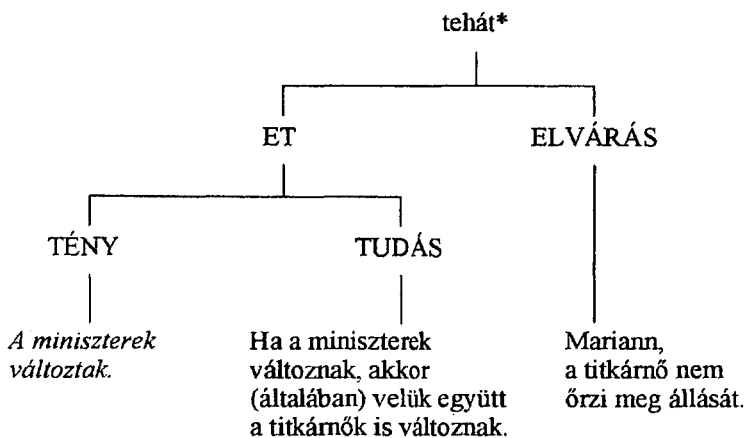 tehát*
ET ELVÁRÁS
TÉNY TUDÁS
A miniszterek
változtak.
Ha a miniszterek
változnak, akkor
(általában) velük együtt
a titkárnők is változnak.
Mariann,
a titkárnő nem
őrzi meg állását.